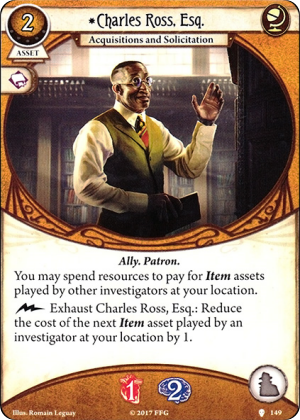 2
*Charles Ross, Esq.
ASSET
Acquisitions and Solicitation
Ally. Patron.
You may spend resources to pay for Item assets
played by other investigators at your location.
Exhaust Charles Ross, Esq.: Reduce
the cost of the next Item asset played by an
investigator at your location by 1.
1 2
Illus. Romain Leguay
© 2017 FFG
149